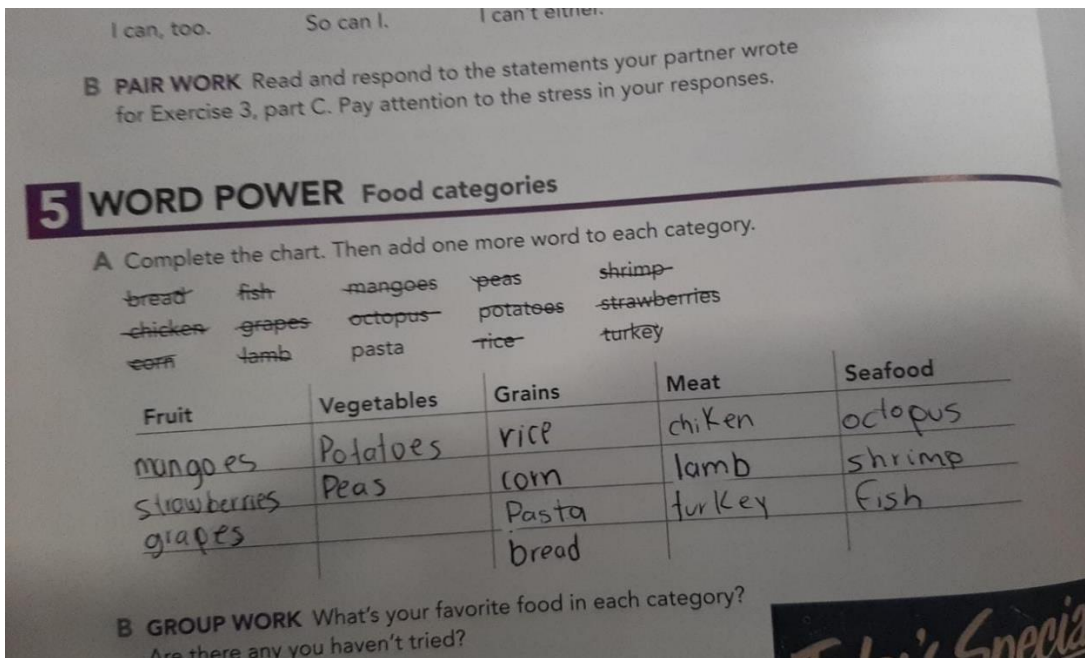 I can, too. So can I. I can't either.
B PAIR WORK Read and respond to the statements your partner wrote
for Exercise 3, part C. Pay attention to the stress in your responses.
5 WORD POWER Food categories
A Complete the chart. Then add one more word to each category.
bread fish mangoes peas shrimp
chicken grapes octopus potatoes strawberries
corn lamb pasta rice turkey
Fruit Vegetables Grains Meat Seafood
mangoes Potatoes rice chiken octopus
strawberries Peas corn lamb shrimp
grapes Pasta turkey fish
bread
B GROUP WORK What's your favorite food in each category?
Are there any you haven't tried?